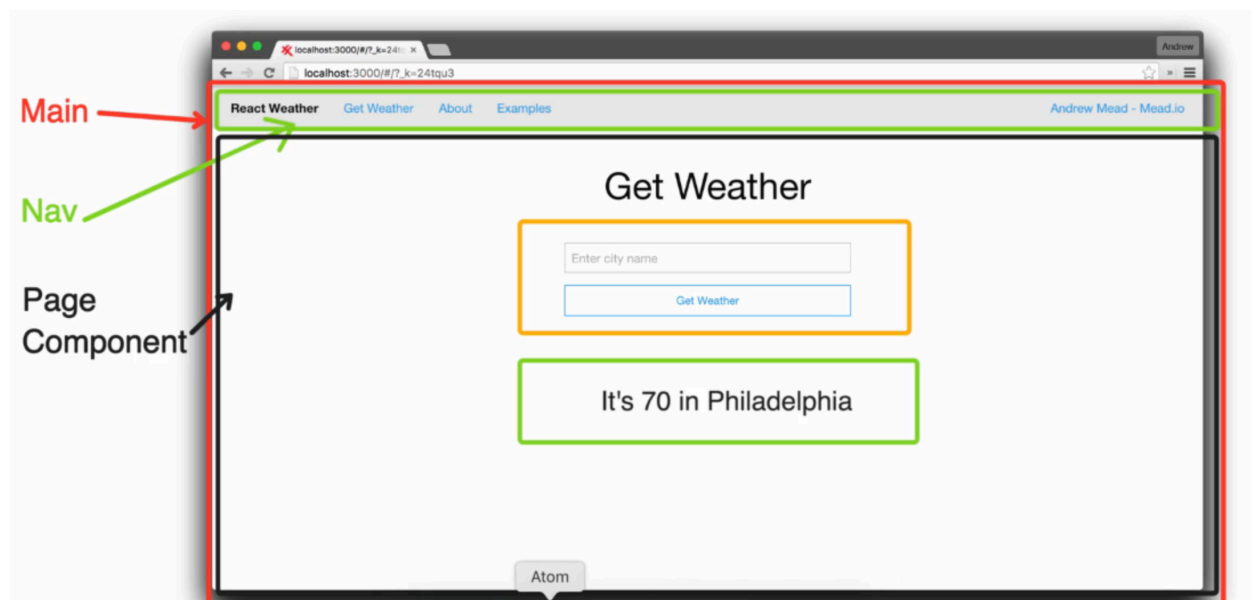 Andrew
localhost:3000/#/?_k=24t
localhost:3000/#/?_k=24tqu3
Main
React Weather Get Weather About Examples Andrew Mead - Mead.io
Nav
Get Weather
Enter city name
Get Weather
Page
Component
It's 70 in Philadelphia
Atom